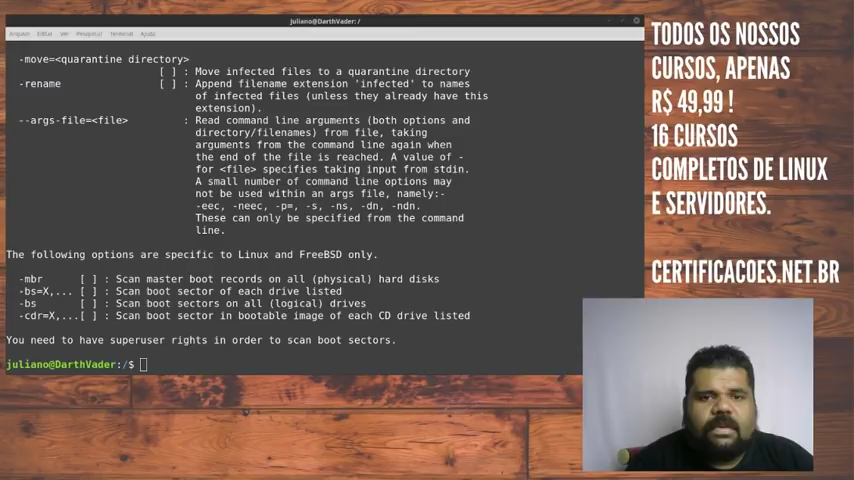 juliano@DarthVader: /
Arquivo Editar Ver Pesquisar Terminal Ajuda
-move=<quarantine directory>
[ ] : Move infected files to a quarantine directory
-rename [ ] : Append filename extension 'infected' to names
of infected files (unless they already have this
extension).
--args-file=<file> : Read command line arguments (both options and
directory/filenames) from file, taking
arguments from the command line again when
the end of the file is reached. A value of -
for <file> specifies taking input from stdin.
A small number of command line options may
not be used within an args file, namely:-
-eec, -neec, -p=, -s, -ns, -dn, -ndn.
These can only be specified from the command
line.
The following options are specific to Linux and FreeBSD only.
-mbr [ ] : Scan master boot records on all (physical) hard disks
-bs=X,... [ ] : Scan boot sector of each drive listed
-bs [ ] : Scan boot sectors on all (logical) drives
-cdr=X,...[ ] : Scan boot sector in bootable image of each CD drive listed
You need to have superuser rights in order to scan boot sectors.
juliano@DarthVader:/$
TODOS OS NOSSOS
CURSOS, APENAS
R$ 49,99 !
16 CURSOS
COMPLETOS DE LINUX
E SERVIDORES.
CERTIFICACOES.NET.BR